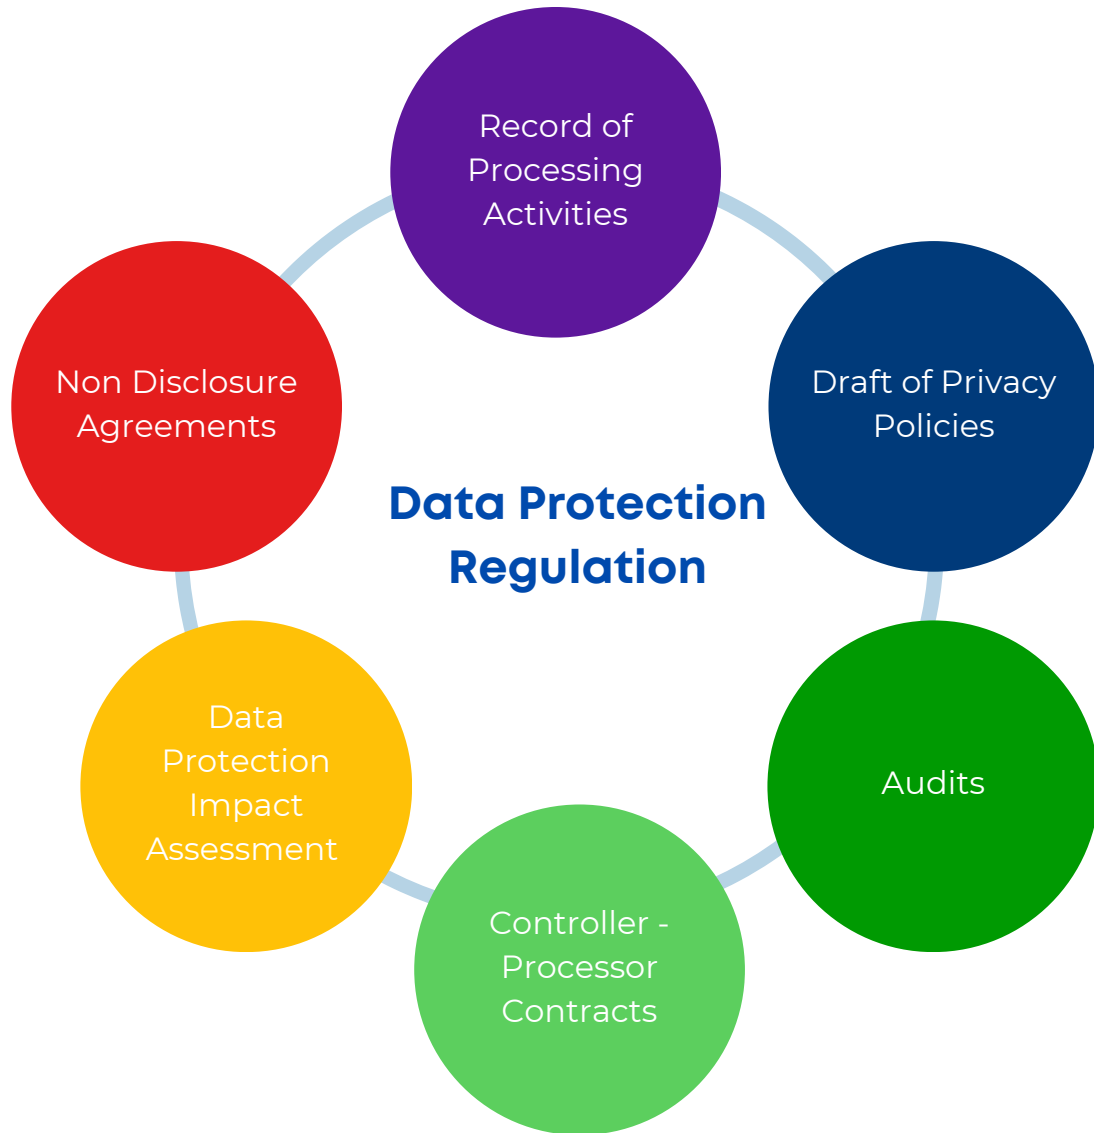 Record of
Processing
Activities
Non Disclosure
Agreements
Draft of Privacy
Policies
Data Protection
Regulation
Data
Protection
Impact
Assessment
Audits
Controller -
Processor
Contracts